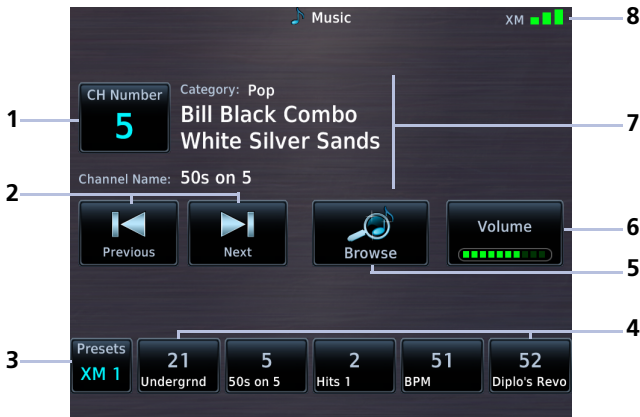 Music
XM
8
CH Number
5
Category: Pop
Bill Black Combo
White Silver Sands
1
7
Channel Name: 50s on 5
2
Previous
Next
Browse
Volume
6
5
4
3
Presets
XM 1
21
Undergrnd
5
50s on 5
2
Hits 1
51
BPM
52
Diplo's Revo